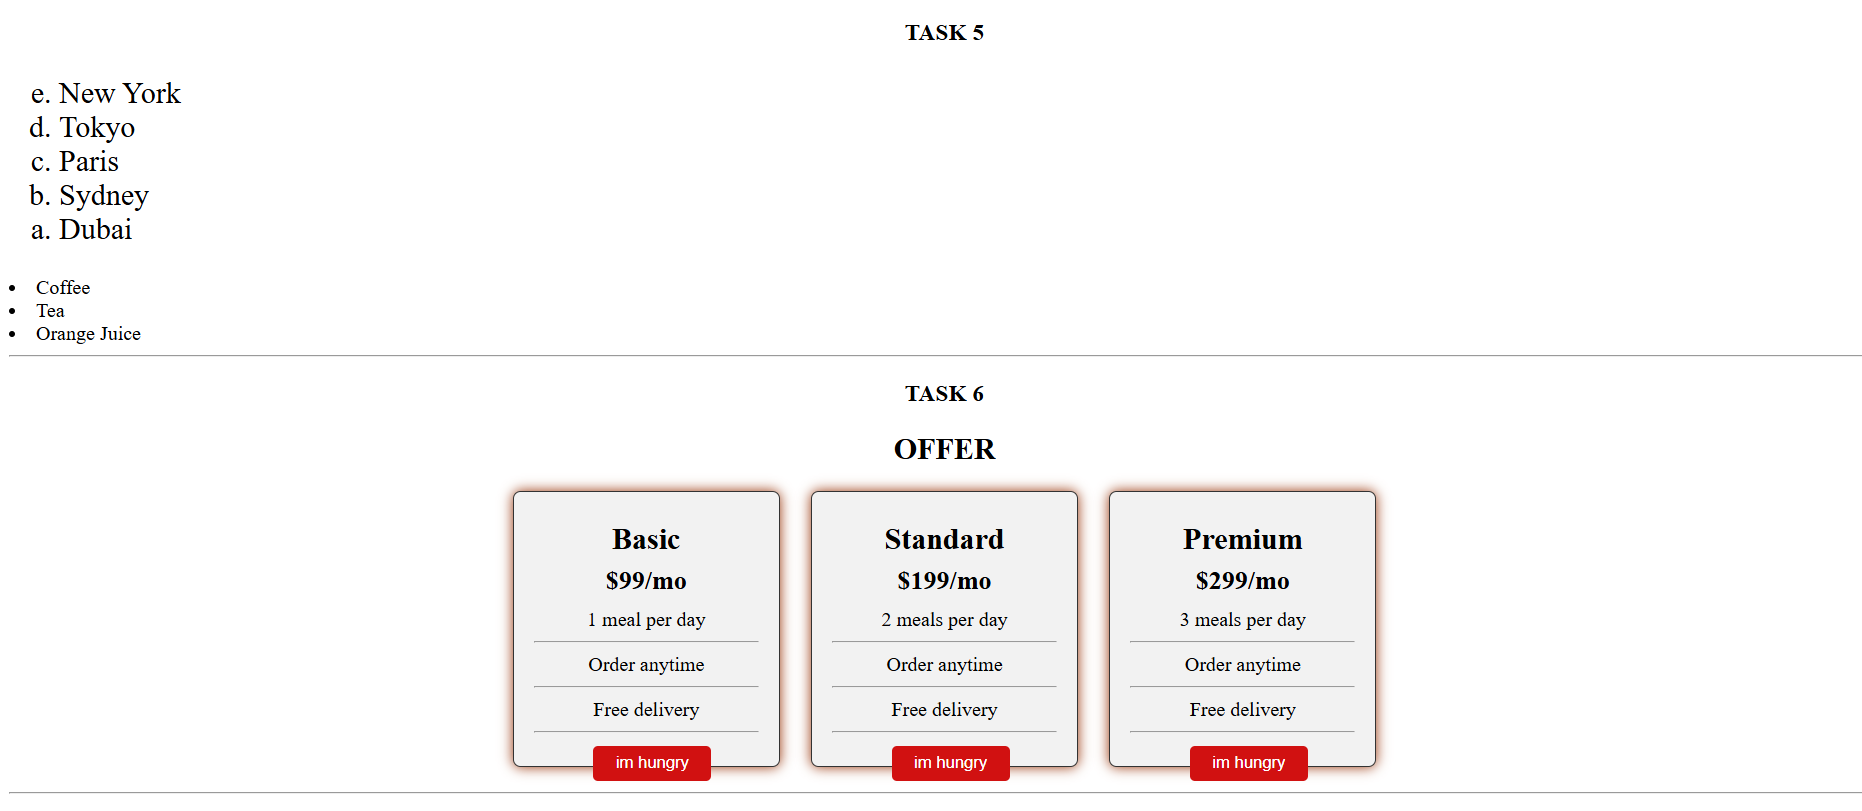 TASK 5
e. New York
d. Tokyo
c. Paris
b. Sydney
a. Dubai
• Coffee
• Tea
• Orange Juice
TASK 6
OFFER
Basic
$99/mo
1 meal per day
Order anytime
Free delivery
im hungry
Standard
$199/mo
2 meals per day
Order anytime
Free delivery
im hungry
Premium
$299/mo
3 meals per day
Order anytime
Free delivery
im hungry